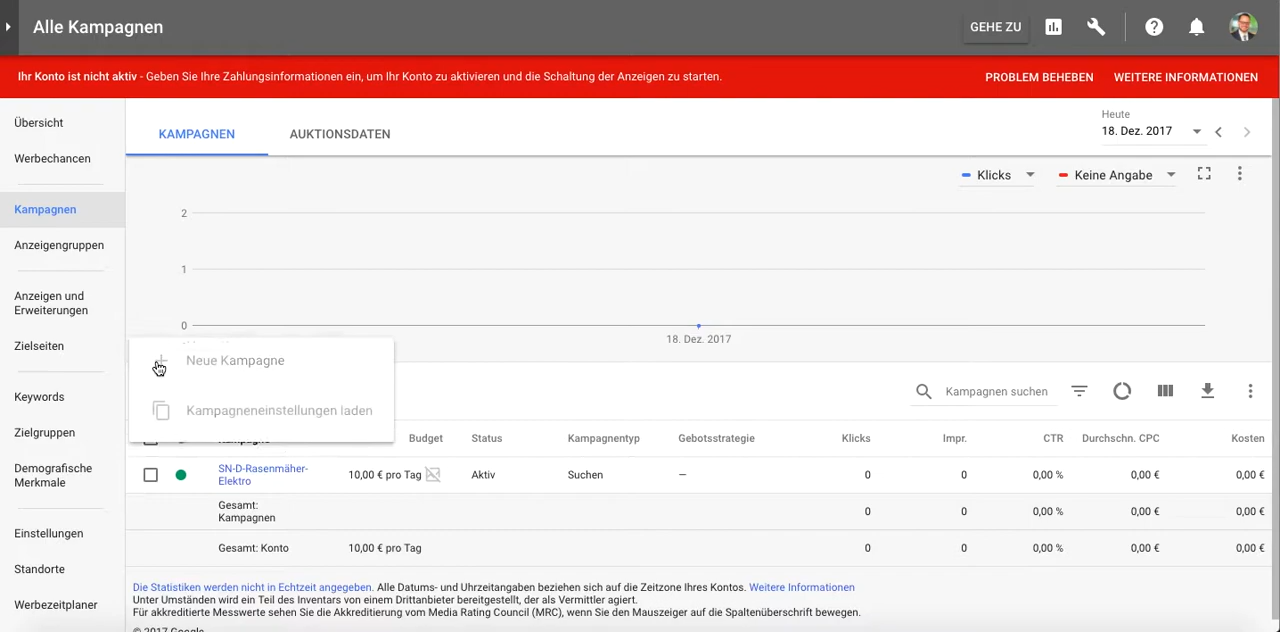 Alle Kampagnen
GEHE ZU
Ihr Konto ist nicht aktiv - Geben Sie Ihre Zahlungsinformationen ein, um Ihr Konto zu aktivieren und die Schaltung der Anzeigen zu starten.
PROBLEM BEHEBEN
WEITERE INFORMATIONEN
Übersicht
Werbechancen
Kampagnen
Anzeigengruppen
Anzeigen und
Erweiterungen
Zielseiten
Keywords
Zielgruppen
Demografische
Merkmale
Einstellungen
Standorte
Werbezeitplaner
KAMPAGNEN
AUKTIONSDATEN
Heute
18. Dez. 2017
Klicks
Keine Angabe
2
1
0
18. Dez. 2017
Neue Kampagne
Kampagneneinstellungen laden
Kampagnen suchen
Kampagne Budget Status Kampagnentyp Gebotsstrategie Klicks Impr. CTR Durchschn. CPC Kosten
SN-D-Rasenmäher-
Elektro
10,00 € pro Tag Aktiv Suchen – 0 0 0,00 % 0,00 € 0,00 €
Gesamt:
Kampagnen
0 0 0,00 % 0,00 € 0,00 €
Gesamt: Konto 10,00 € pro Tag 0 0 0,00 % 0,00 € 0,00 €
Die Statistiken werden nicht in Echtzeit angegeben. Alle Datums- und Uhrzeitangaben beziehen sich auf die Zeitzone Ihres Kontos. Weitere Informationen
Unter Umständen wird ein Teil des Inventars von einem Drittanbieter bereitgestellt, der als Vermittler agiert.
Für akkreditierte Messwerte sehen Sie die Akkreditierung vom Media Rating Council (MRC), wenn Sie den Mauszeiger auf die Spaltenüberschrift bewegen.
© 2017 Google